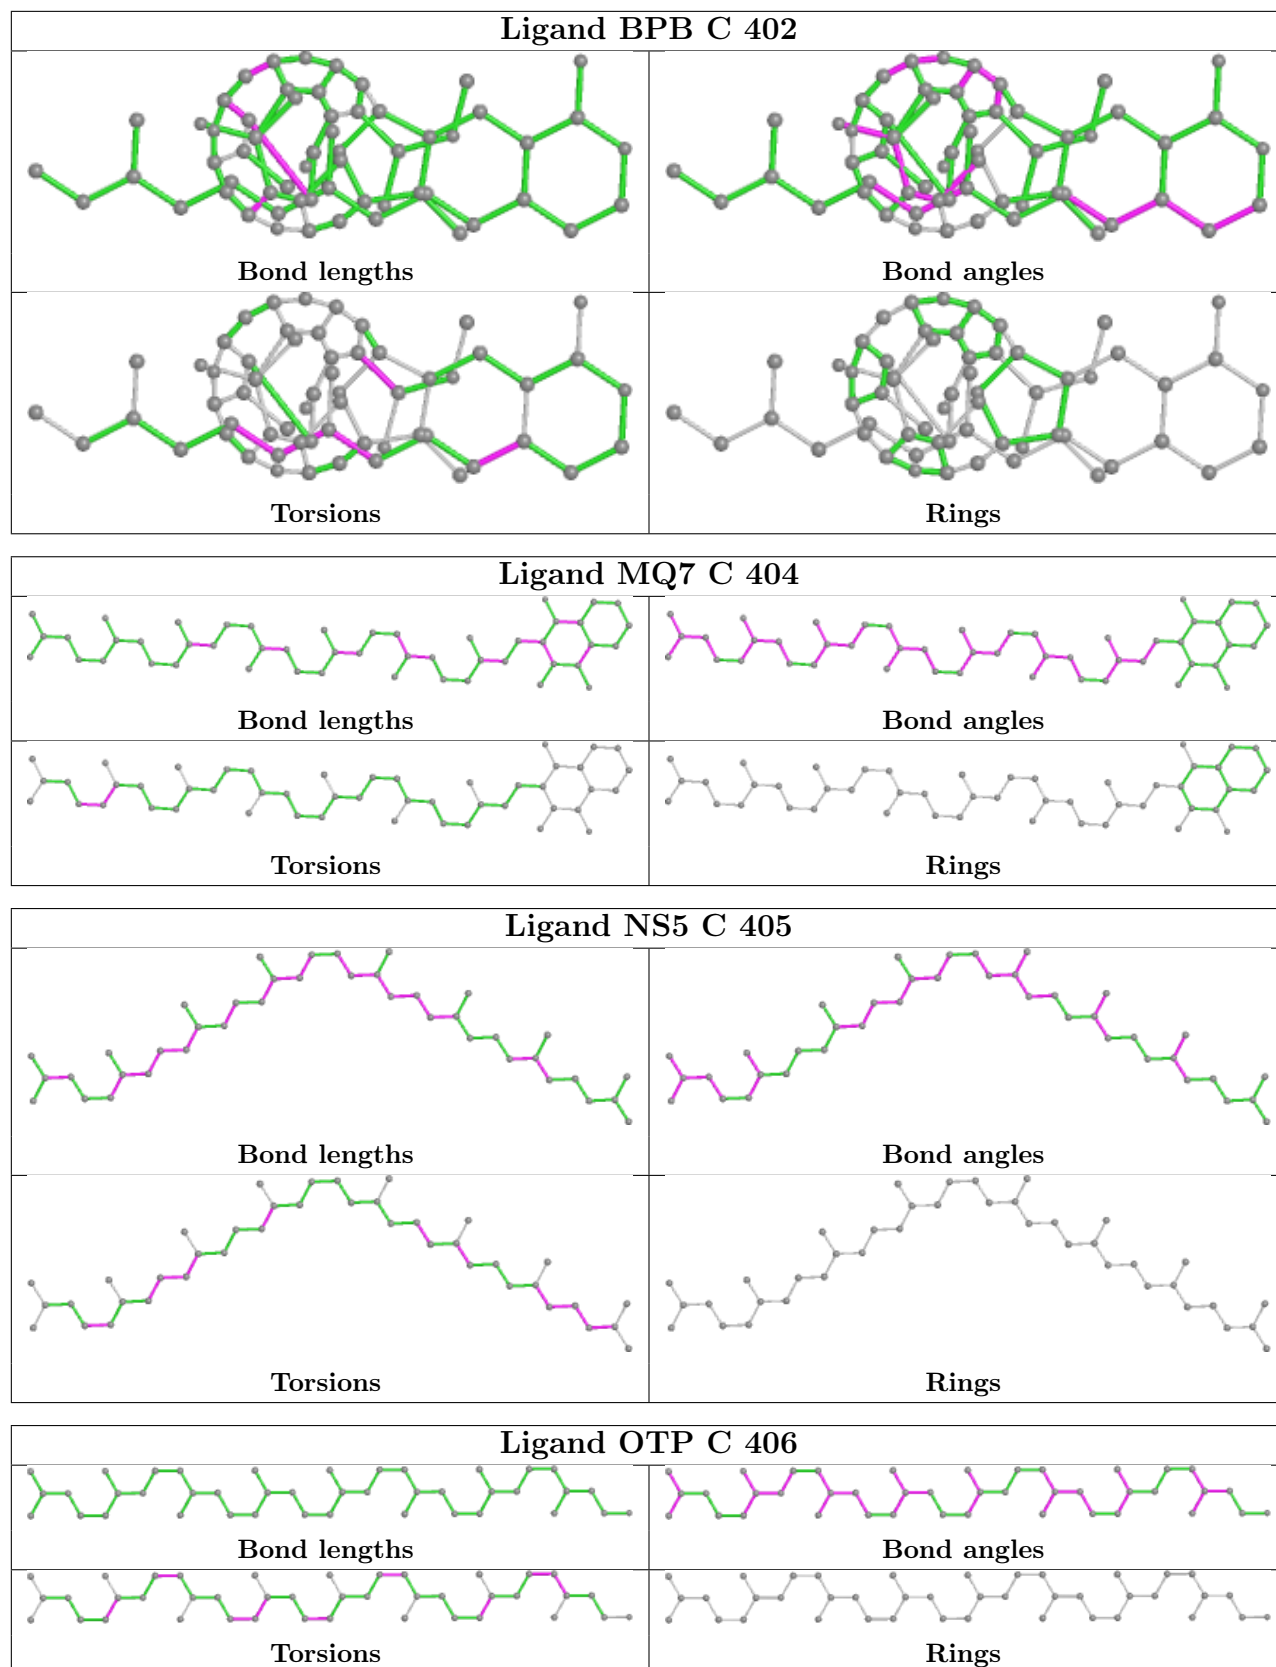 Ligand BPB C 402
Bond lengths
Bond angles
Torsions
Rings
Ligand MQ7 C 404
Bond lengths
Bond angles
Torsions
Rings
Ligand NS5 C 405
Bond lengths
Bond angles
Torsions
Rings
Ligand OTP C 406
Bond lengths
Bond angles
Torsions
Rings